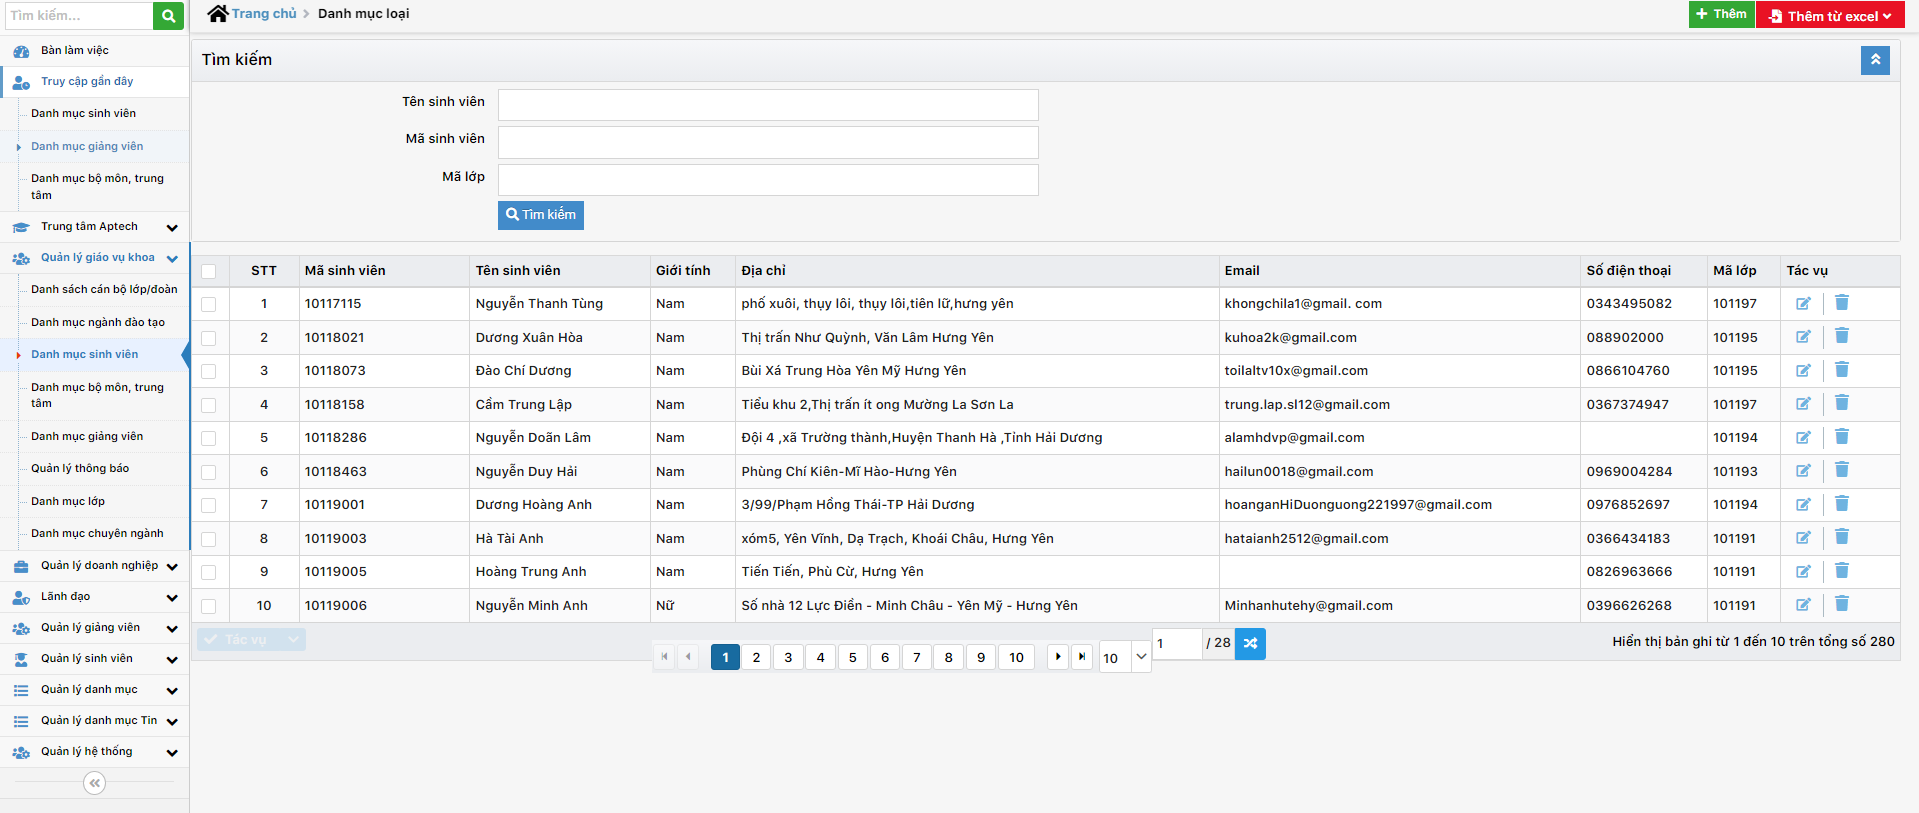 Tìm kiếm...
Bàn làm việc
Truy cập gần đây
Danh mục sinh viên
Danh mục giảng viên
Danh mục bộ môn, trung
tâm
Trung tâm Aptech
Quản lý giáo vụ khoa
Danh sách cán bộ lớp/đoàn
Danh mục ngành đào tạo
Danh mục sinh viên
Danh mục bộ môn, trung
tâm
Danh mục giảng viên
Quản lý thông báo
Danh mục lớp
Danh mục chuyên ngành
Quản lý doanh nghiệp
Lãnh đạo
Quản lý giảng viên
Quản lý sinh viên
Quản lý danh mục
Quản lý danh mục Tin
Quản lý hệ thống
Trang chủ > Danh mục loại
+ Thêm
Thêm từ excel
Tìm kiếm
Tên sinh viên
Mã sinh viên
Mã lớp
Tìm kiếm
STT Mã sinh viên Tên sinh viên Giới tính Địa chỉ Email Số điện thoại Mã lớp Tác vụ
1 10117115 Nguyễn Thanh Tùng Nam phố xuôi, thụy lôi, thụy lôi,tiên lữ,hưng yên khongchila1@gmail. com 0343495082 101197
2 10118021 Dương Xuân Hòa Nam Thị trấn Như Quỳnh, Văn Lâm Hưng Yên kuhoa2k@gmail.com 088902000 101195
3 10118073 Đào Chí Dương Nam Bùi Xá Trung Hòa Yên Mỹ Hưng Yên toilaltv10x@gmail.com 0866104760 101195
4 10118158 Cầm Trung Lập Nam Tiểu khu 2,Thị trấn ít ong Mường La Sơn La trung.lap.sl12@gmail.com 0367374947 101197
5 10118286 Nguyễn Doãn Lâm Nam Đội 4 ,xã Trường thành,Huyện Thanh Hà ,Tỉnh Hải Dương alamhdvp@gmail.com 101194
6 10118463 Nguyễn Duy Hải Nam Phùng Chí Kiên-Mĩ Hào-Hưng Yên hailun0018@gmail.com 0969004284 101193
7 10119001 Dương Hoàng Anh Nam 3/99/Phạm Hồng Thái-TP Hải Dương hoanganHiDuonguong221997@gmail.com 0976852697 101194
8 10119003 Hà Tài Anh Nam xóm5, Yên Vĩnh, Dạ Trạch, Khoái Châu, Hưng Yên hataianh2512@gmail.com 0366434183 101191
9 10119005 Hoàng Trung Anh Nam Tiến Tiến, Phù Cừ, Hưng Yên 0826963666 101191
10 10119006 Nguyễn Minh Anh Nữ Số nhà 12 Lực Điền - Minh Châu - Yên Mỹ - Hưng Yên Minhanhutehy@gmail.com 0396626268 101191
Tác vụ
1 2 3 4 5 6 7 8 9 10
10
1 / 28
Hiển thị bản ghi từ 1 đến 10 trên tổng số 280